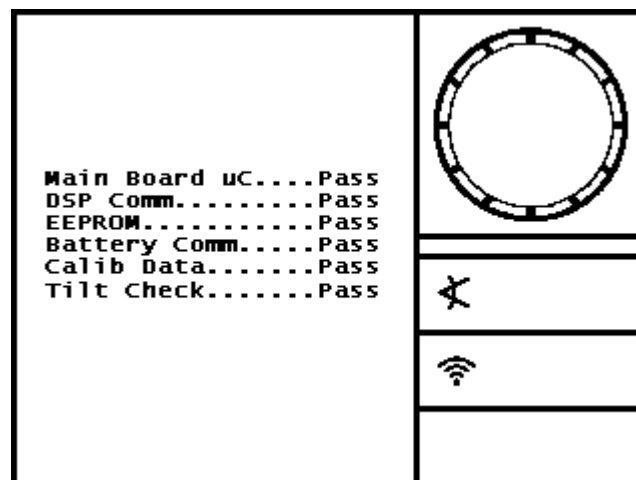 Main Board uC....Pass
DSP Comm.........Pass
EEPROM...........Pass
Battery Comm.....Pass
Calib Data.......Pass
Tilt Check.......Pass